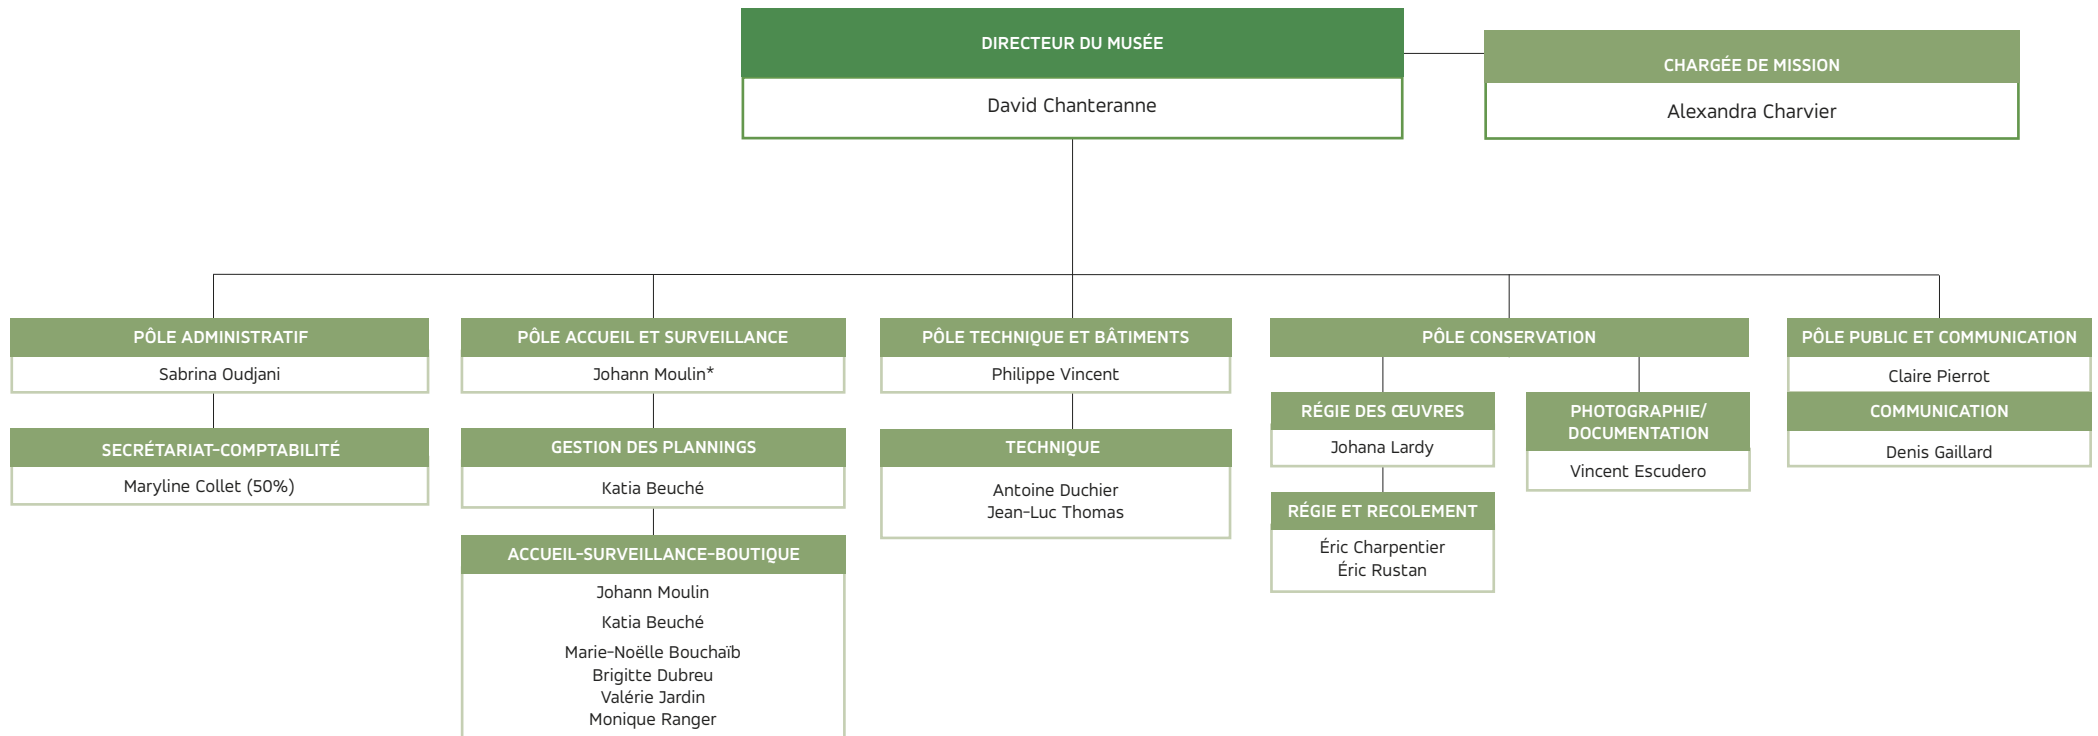 DIRECTEUR DU MUSÉE
David Chanteranne
CHARGÉE DE MISSION
Alexandra Charvier
PÔLE ADMINISTRATIF
Sabrina Oudjani
SECRÉTARIAT-COMPTABILITÉ
Maryline Collet (50%)
PÔLE ACCUEIL ET SURVEILLANCE
Johann Moulin*
GESTION DES PLANNINGS
Katia Beuché
ACCUEIL-SURVEILLANCE-BOUTIQUE
Johann Moulin
Katia Beuché
Marie-Noëlle Bouchaïb
Brigitte Dubreu
Valérie Jardin
Monique Ranger
PÔLE TECHNIQUE ET BÂTIMENTS
Philippe Vincent
TECHNIQUE
Antoine Duchier
Jean-Luc Thomas
PÔLE CONSERVATION
RÉGIE DES ŒUVRES
Johana Lardy
RÉGIE ET RECOLEMENT
Éric Charpentier
Éric Rustan
PHOTOGRAPHIE/
DOCUMENTATION
Vincent Escudero
PÔLE PUBLIC ET COMMUNICATION
Claire Pierrot
COMMUNICATION
Denis Gaillard